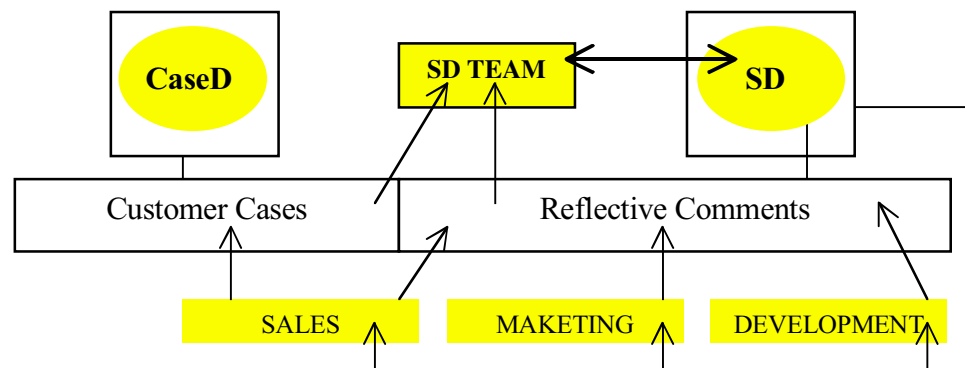 CaseD
SD TEAM
SD
Customer Cases
Reflective Comments
SALES
MAKETING
DEVELOPMENT